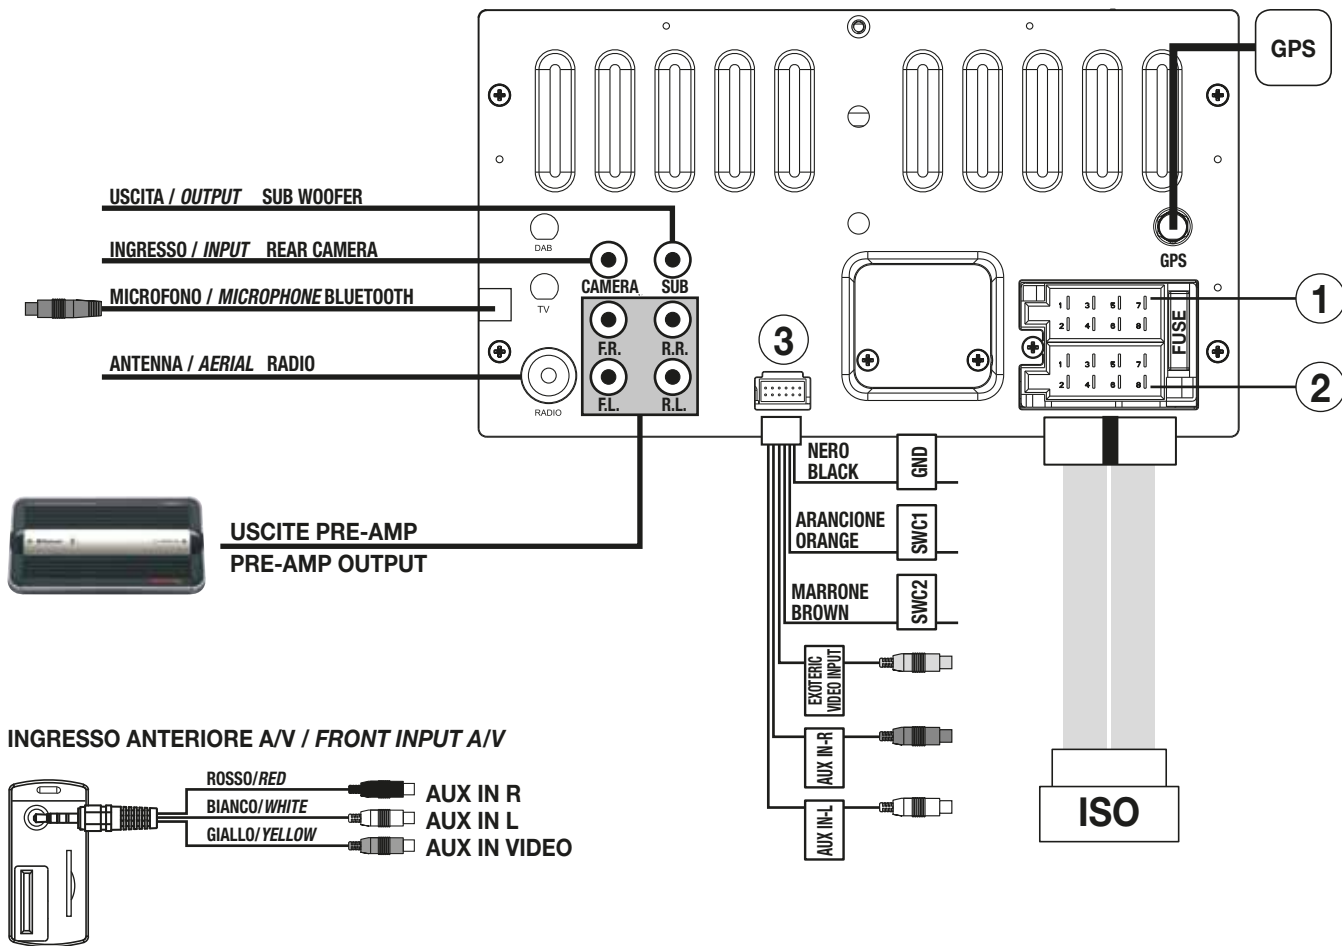 GPS
USCITA / OUTPUT SUB WOOFER
DAB
INGRESSO / INPUT REAR CAMERA
GPS
CAMERA SUB
MICROFONO / MICROPHONE BLUETOOTH
TV
1 3 5 7
2 4 6 8
FUSE
1
F.R. R.R.
3
ANTENNA / AERIAL RADIO
1 3 5 7
2 4 6 8
2
F.L. R.L.
RADIO
NERO
BLACK
GND
ARANCIONE
ORANGE
SWC1
USCITE PRE-AMP
PRE-AMP OUTPUT
MARRONE
BROWN
SWC2
EXOTERIC
VIDEO INPUT
INGRESSO ANTERIORE A/V / FRONT INPUT A/V
AUX IN-R
ROSSO/RED
AUX IN R
BIANCO/WHITE
AUX IN L
GIALLO/YELLOW
AUX IN VIDEO
AUX IN-L
ISO